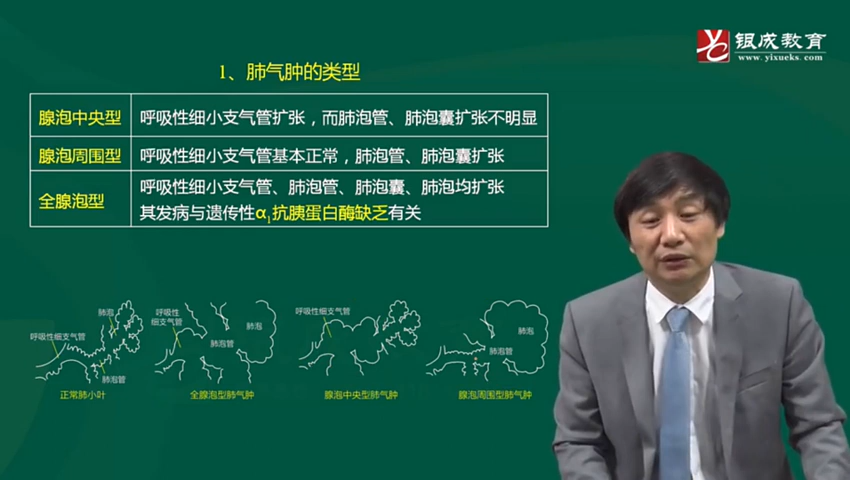 银成教育
www.yixueks.com
1、肺气肿的类型
腺泡中央型
呼吸性细小支气管扩张，而肺泡管、肺泡囊扩张不明显
腺泡周围型
呼吸性细小支气管基本正常，肺泡管、肺泡囊扩张
全腺泡型
呼吸性细小支气管、肺泡管、肺泡囊、肺泡均扩张
其发病与遗传性α1抗胰蛋白酶缺乏有关
肺泡
呼吸性细支气管
肺泡管
正常肺小叶
呼吸性
细支气管
肺泡
肺泡管
全腺泡型肺气肿
呼吸性细支气管
腺泡中央型肺气肿
肺泡
肺泡管
腺泡周围型肺气肿